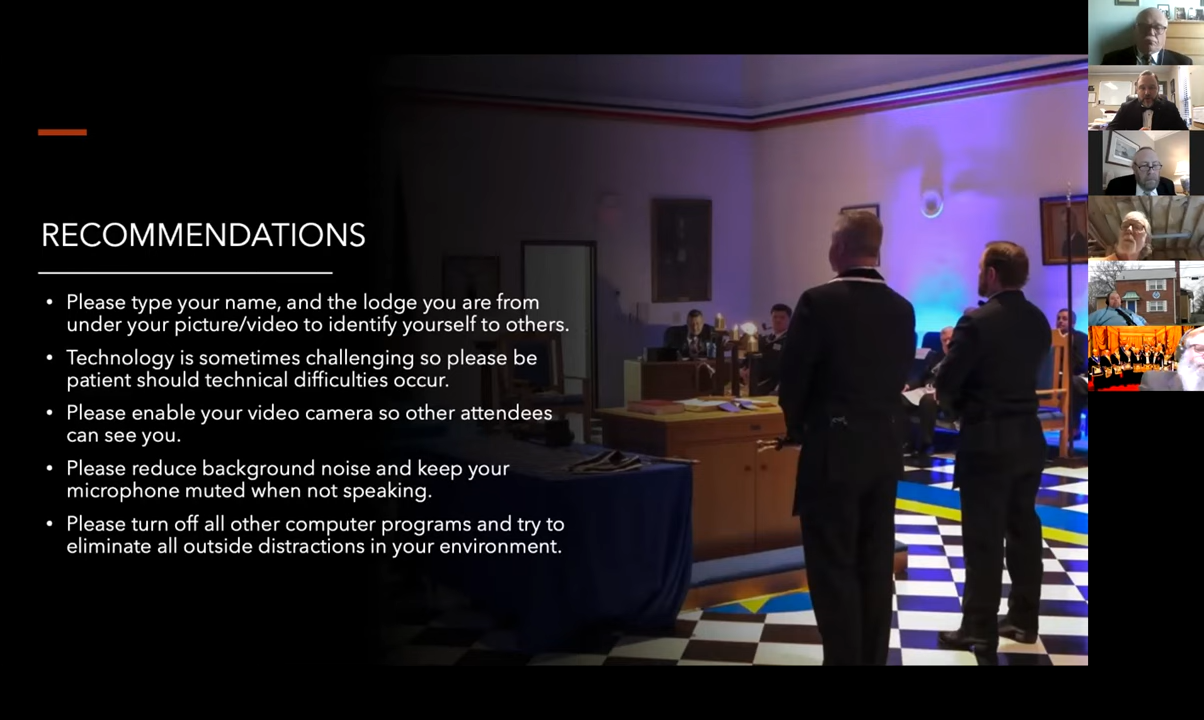 RECOMMENDATIONS
• Please type your name, and the lodge you are from
under your picture/video to identify yourself to others.
• Technology is sometimes challenging so please be
patient should technical difficulties occur.
• Please enable your video camera so other attendees
can see you.
• Please reduce background noise and keep your
microphone muted when not speaking.
• Please turn off all other computer programs and try to
eliminate all outside distractions in your environment.